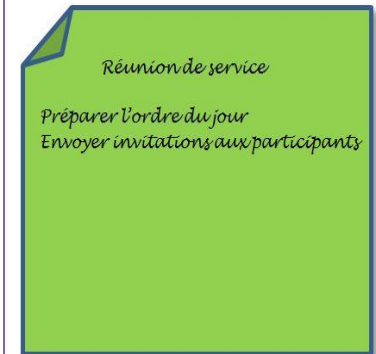 Réunion de service
Préparer l'ordre du jour
Envoyer invitations aux participants